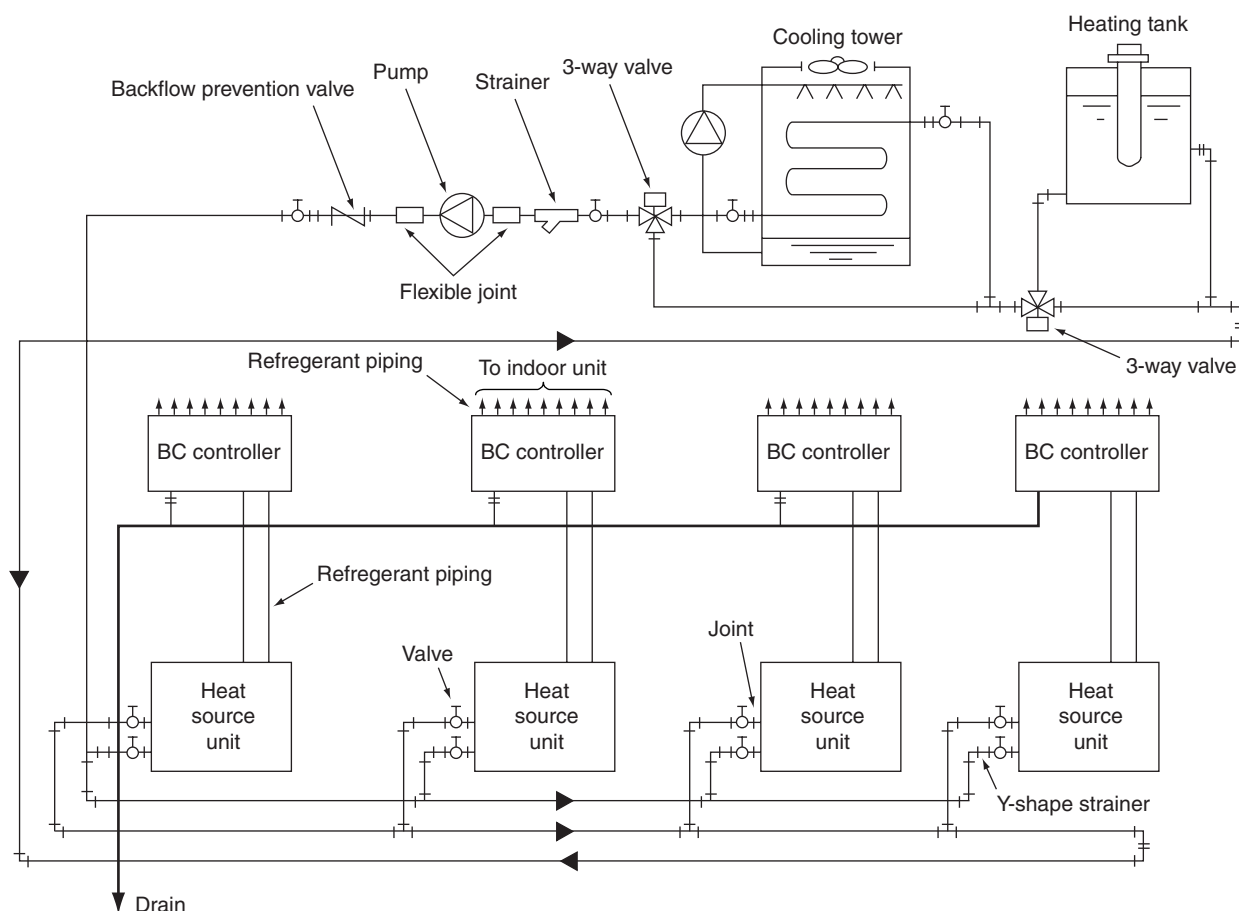 Heating tank
Cooling tower
3-way valve
Pump
Strainer
Backflow prevention valve
Flexible joint
3-way valve
Refregerant piping
To indoor unit
BC controller
BC controller
BC controller
BC controller
Refregerant piping
Joint
Valve
Heat
source
unit
Heat
source
unit
Heat
source
unit
Heat
source
unit
Y-shape strainer
Drain